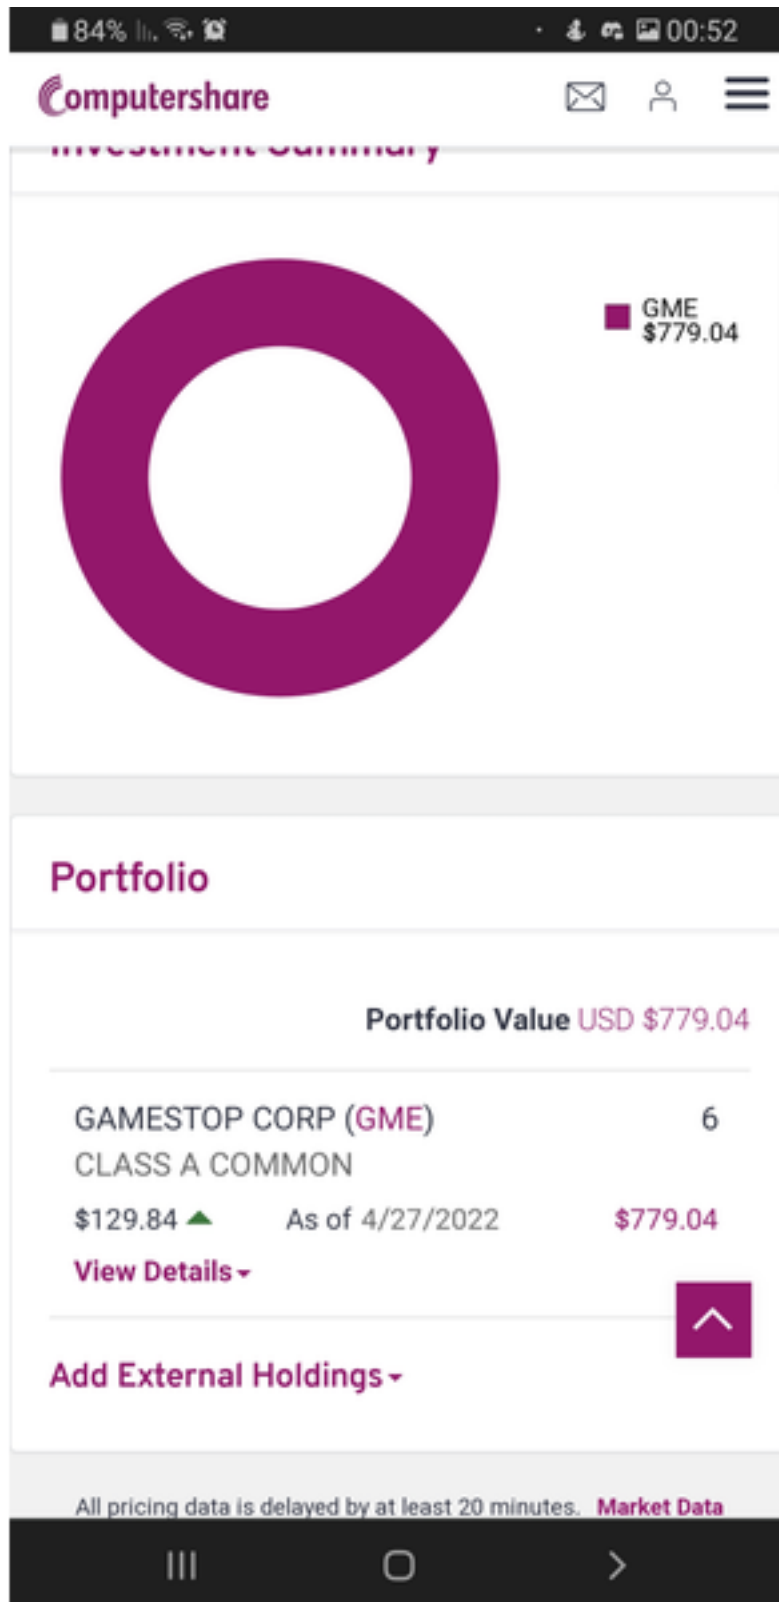 84% 00:52
Computershare
Investment Summary
GME
$779.04
Portfolio
Portfolio Value USD $779.04
GAMESTOP CORP (GME) 6
CLASS A COMMON
$129.84 As of 4/27/2022 $779.04
View Details
Add External Holdings
All pricing data is delayed by at least 20 minutes. Market Data